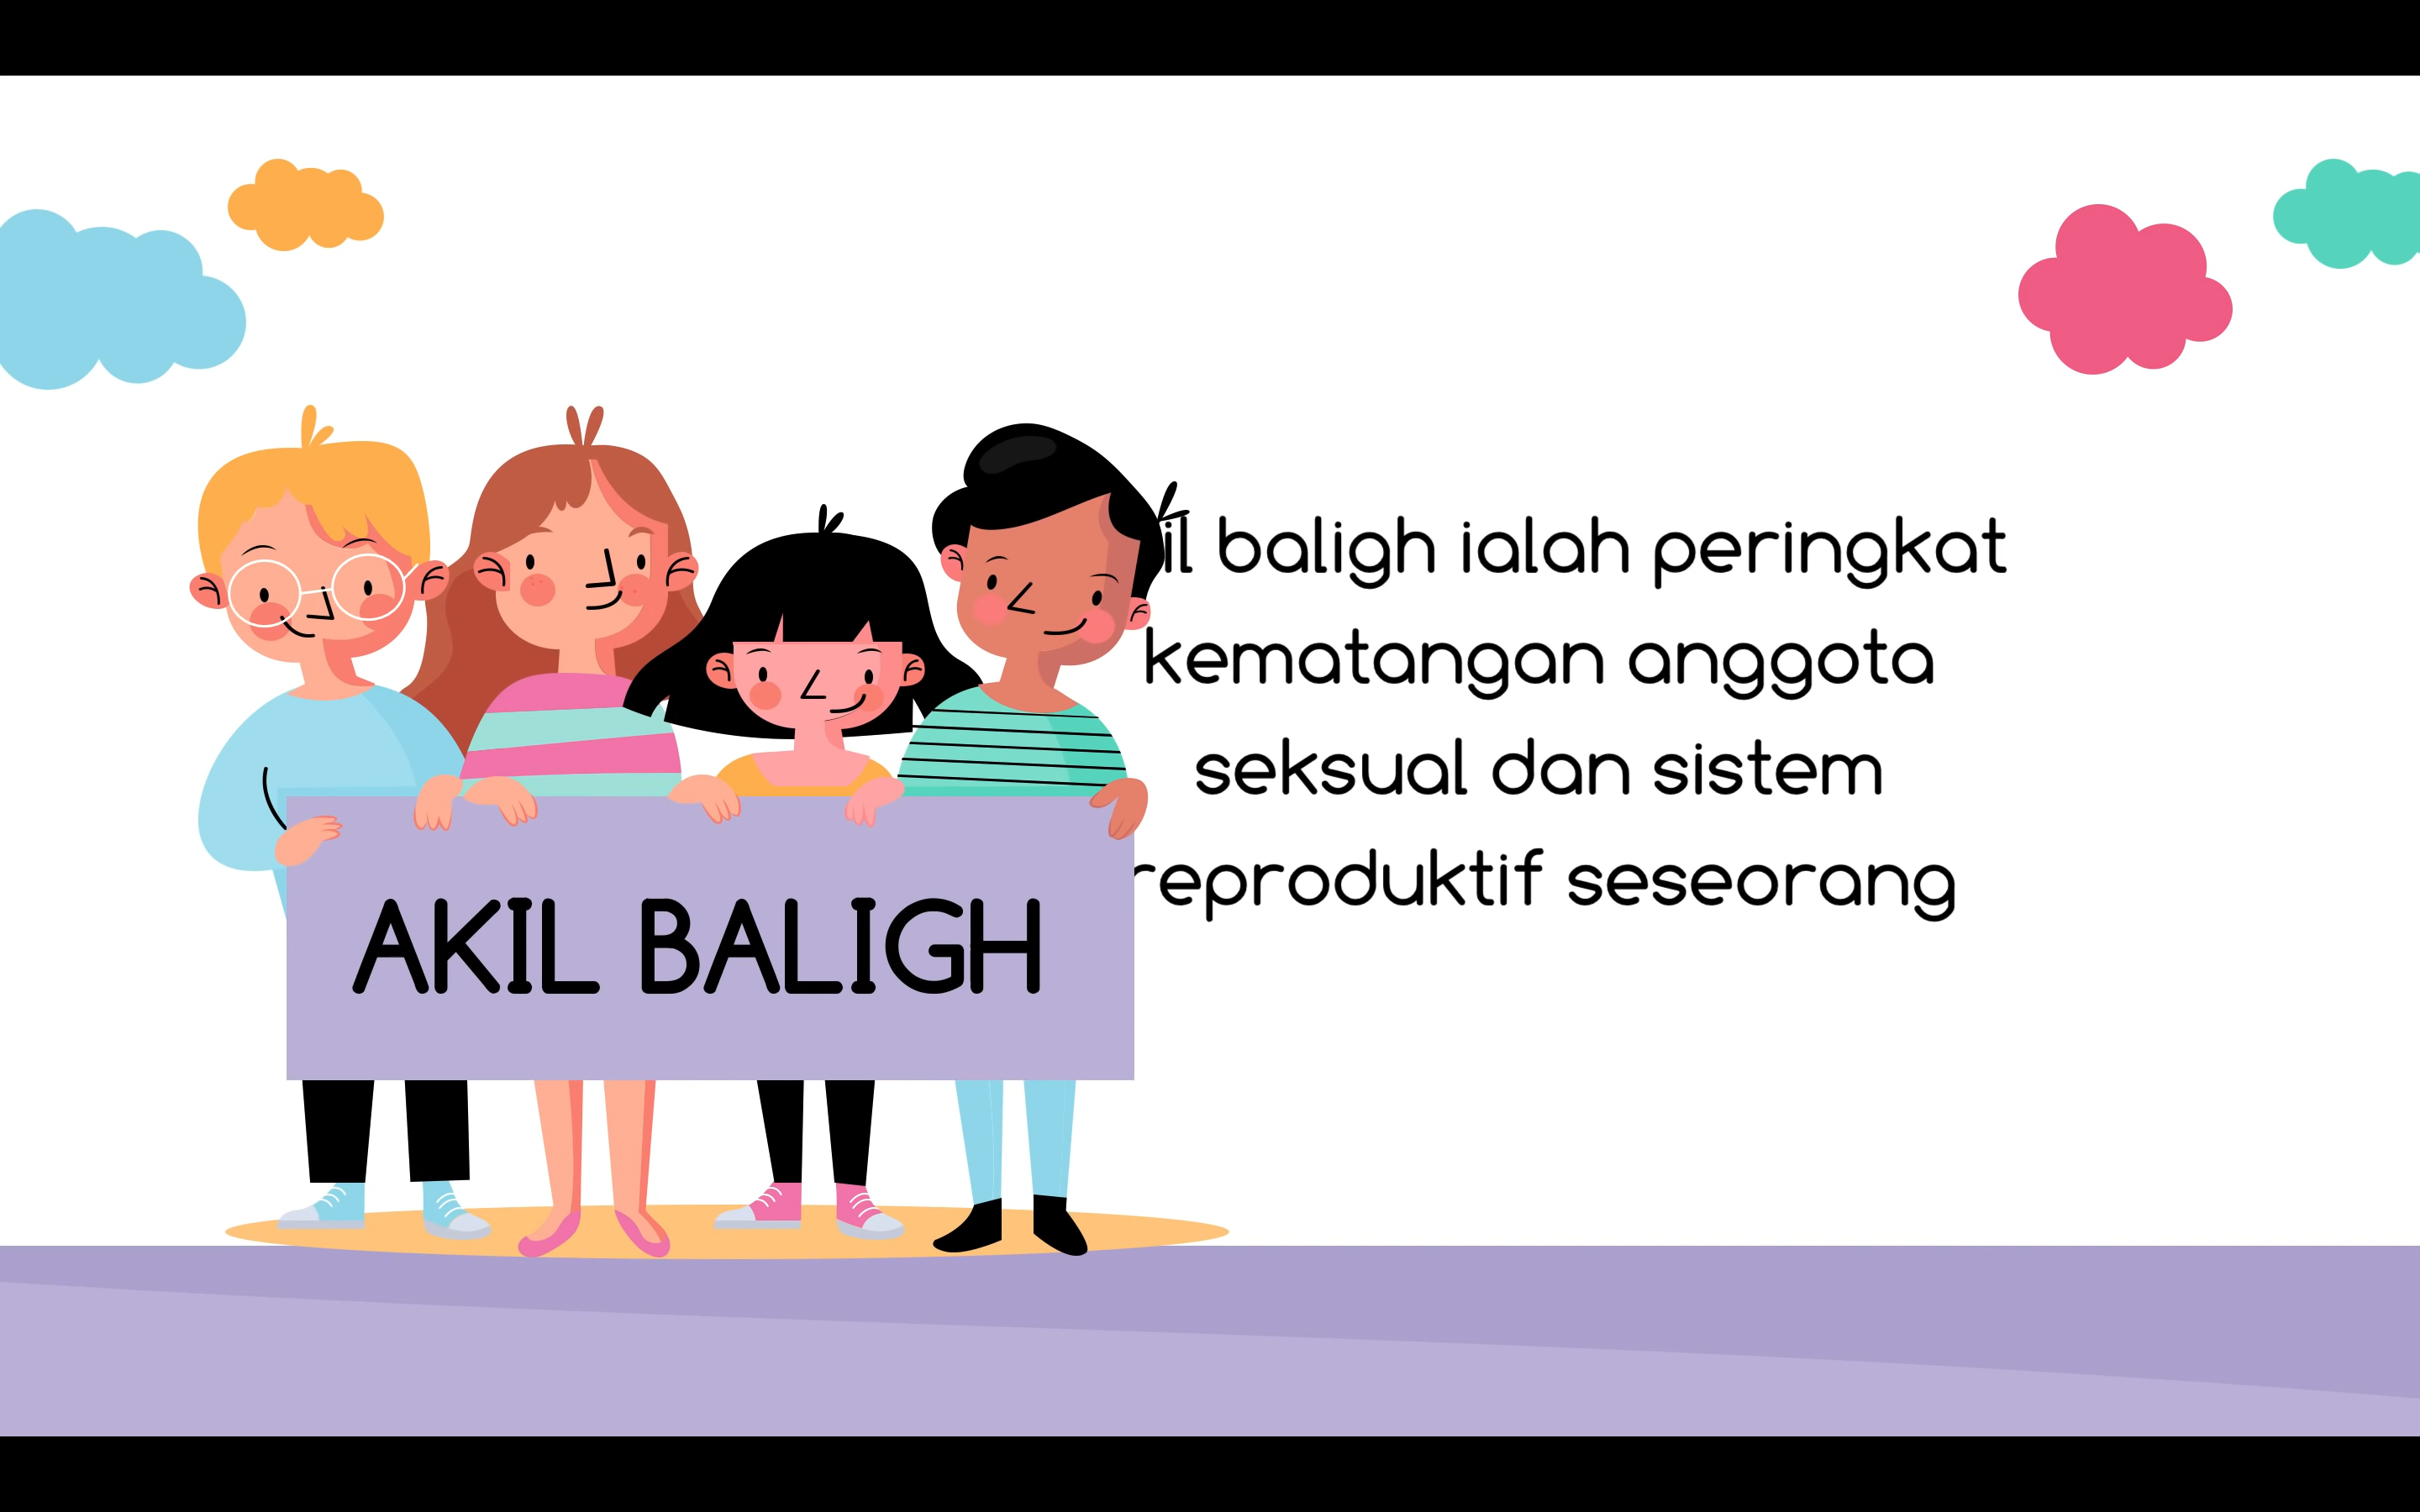 AKIL BALIGH
il baligh ialah peringkat
kematangan anggota
seksual dan sistem
reproduktif seseorang